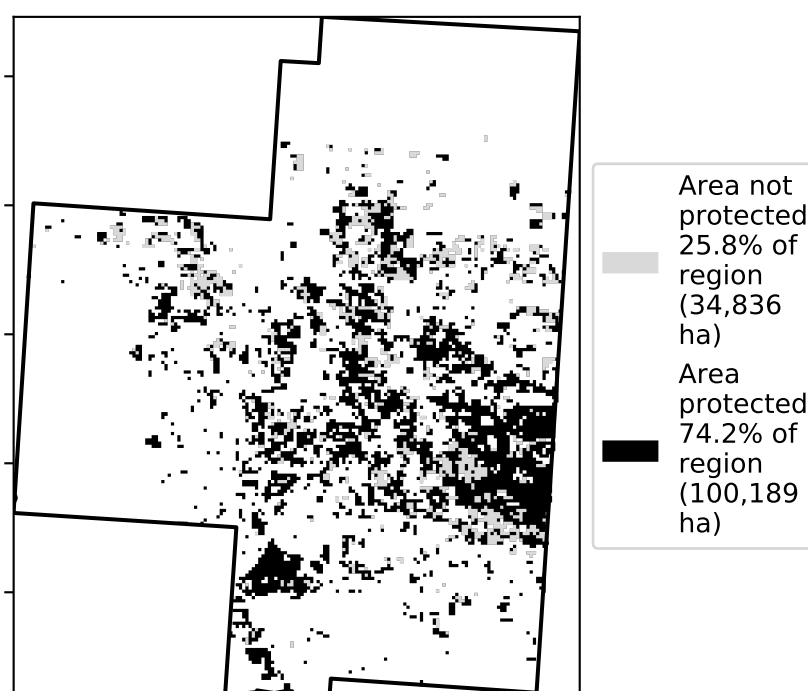 Area not
protected
25.8% of
region
(34,836
ha)
Area
protected
74.2% of
region
(100,189
ha)